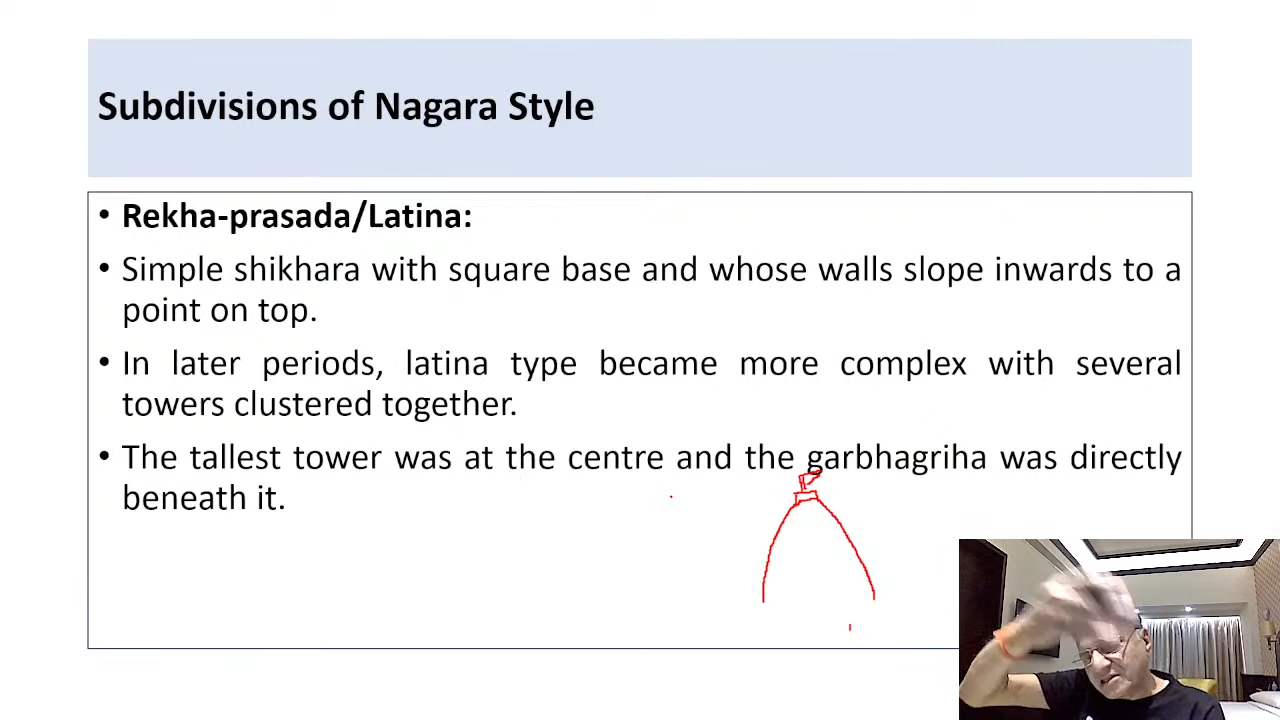 Subdivisions of Nagara Style
• Rekha-prasada/Latina:
• Simple shikhara with square base and whose walls slope inwards to a
point on top.
• In later periods, latina type became more complex with several
towers clustered together.
• The tallest tower was at the centre and the garbhagriha was directly
beneath it.